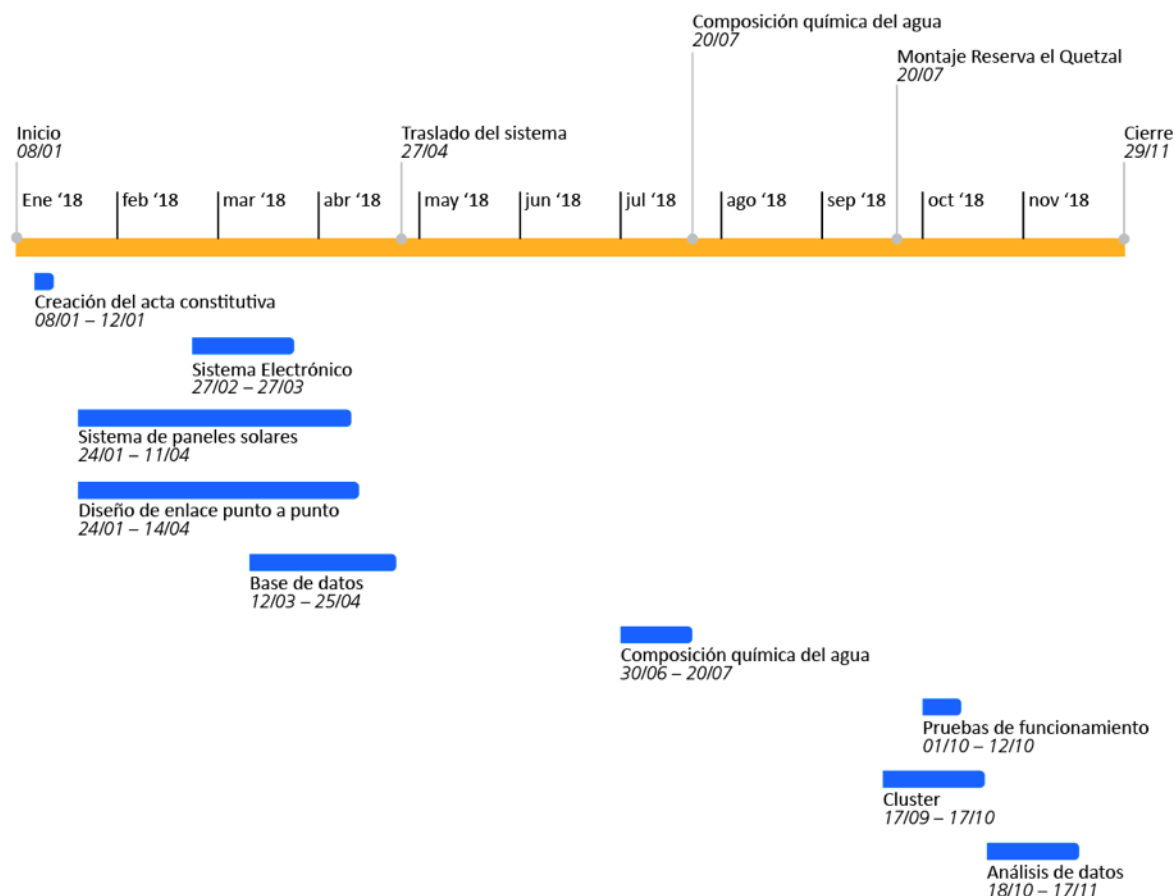 Composición química del agua
20/07
Montaje Reserva el Quetzal
20/07
Inicio
08/01
Traslado del sistema
27/04
Cierre
29/11
Ene ‘18
feb ‘18
mar ‘18
abr ‘18
may ‘18
jun ‘18
jul ‘18
ago ‘18
sep ‘18
oct ‘18
nov ‘18
Creación del acta constitutiva
08/01 – 12/01
Sistema Electrónico
27/02 – 27/03
Sistema de paneles solares
24/01 – 11/04
Diseño de enlace punto a punto
24/01 – 14/04
Base de datos
12/03 – 25/04
Composición química del agua
30/06 – 20/07
Pruebas de funcionamiento
01/10 – 12/10
Cluster
17/09 – 17/10
Análisis de datos
18/10 – 17/11